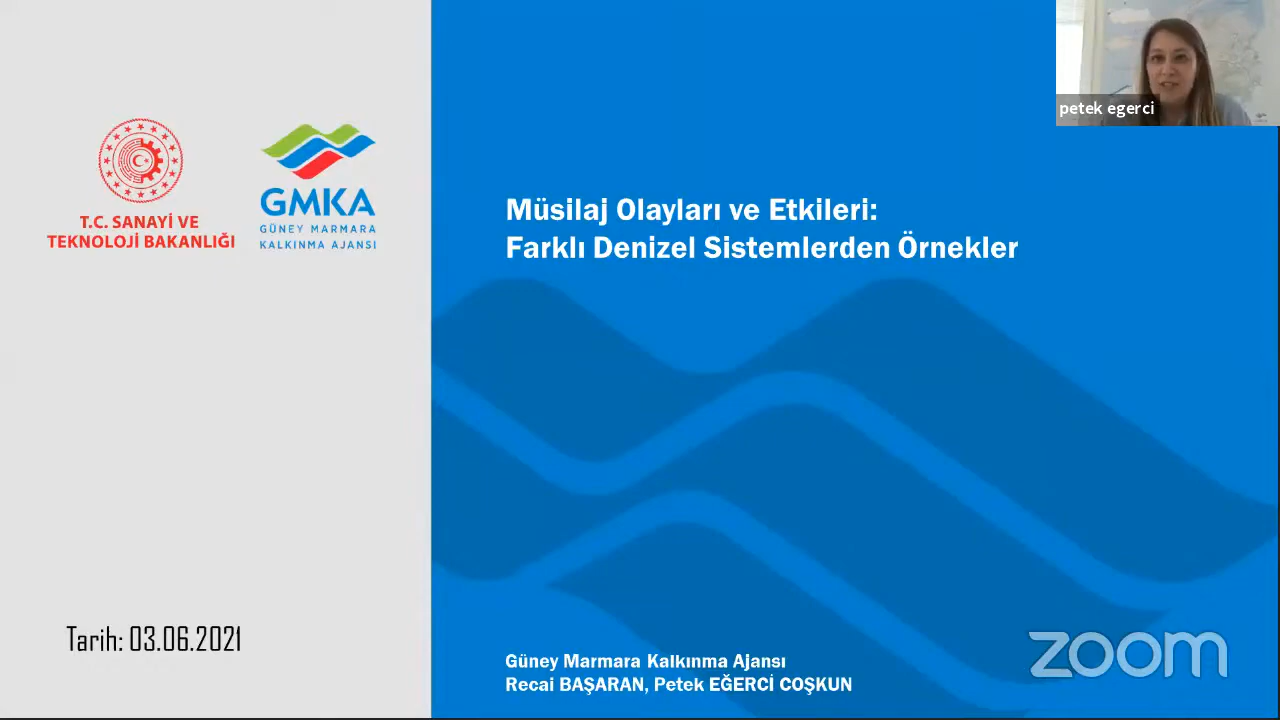 petek egerci
T.C. SANAYİ VE
TEKNOLOJİ BAKANLIĞI
GMKA
GÜNEY MARMARA
KALKINMA AJANSI
Müsilaj Olayları ve Etkileri:
Farklı Denizel Sistemlerden Örnekler
Tarih: 03.06.2021
Güney Marmara Kalkınma Ajansı
Recai BAŞARAN, Petek EĞERCİ COŞKUN
zoom